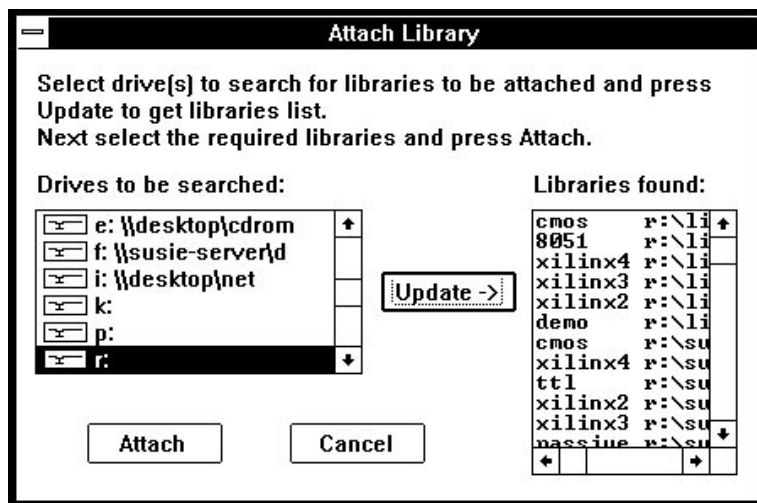 Attach Library
Select drive(s) to search for libraries to be attached and press
Update to get libraries list.
Next select the required libraries and press Attach.
Drives to be searched:
e: \\desktop\cdrom
f: \\susie-server\d
i: \\desktop\net
k:
p:
r:
Update ->
Libraries found:
cmos r:\li
8051 r:\li
xilinx4 r:\li
xilinx3 r:\li
xilinx2 r:\li
demo r:\li
cmos r:\su
xilinx4 r:\su
ttl r:\su
xilinx2 r:\su
xilinx3 r:\su
passive r:\su
Attach
Cancel